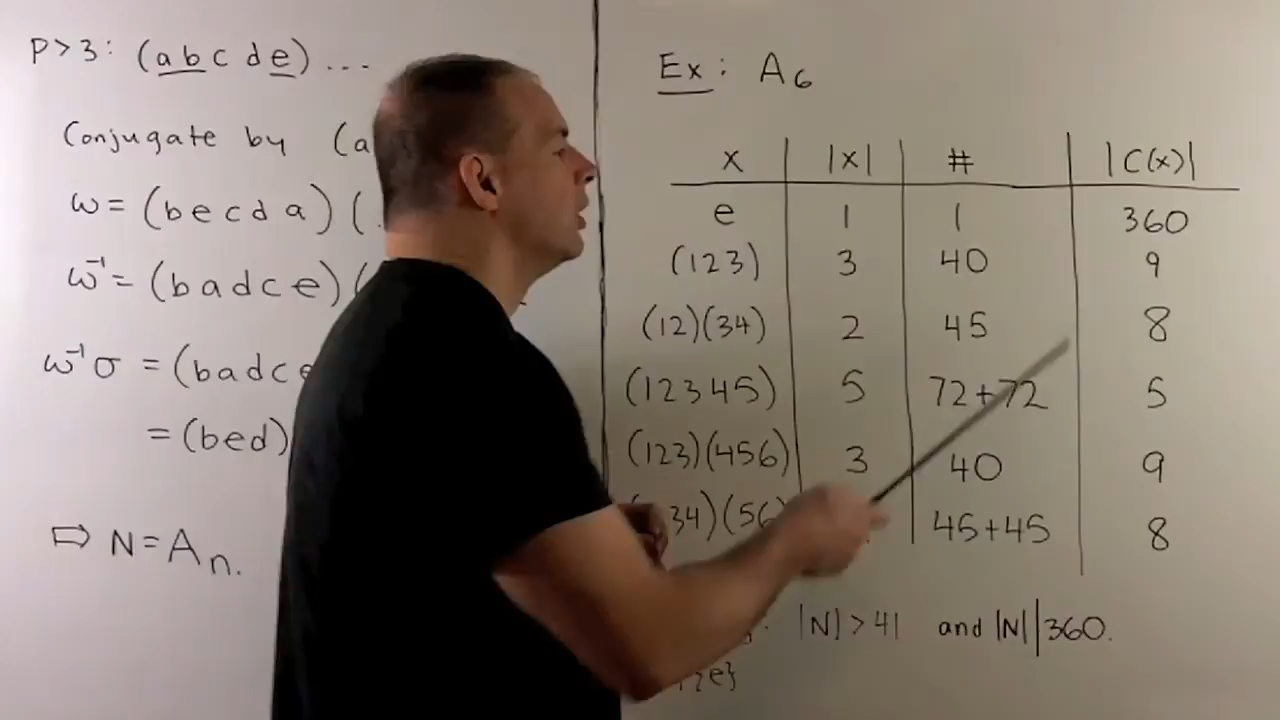 P>3: (abcde)...
Conjugate by (a
ω = (becda)(.
ω⁻¹ = (badce)(
ω⁻¹σ = (badce
= (bed)
⇨ N = Aₙ.
Ex: A₆
x |x| # |C(x)|
e 1 1 360
(123) 3 40 9
(12)(34) 2 45 8
(12345) 5 72+72 5
(123)(456) 3 40 9
34)(56 45+45 8
: |N| > 41 and |N| | 360.
{e}